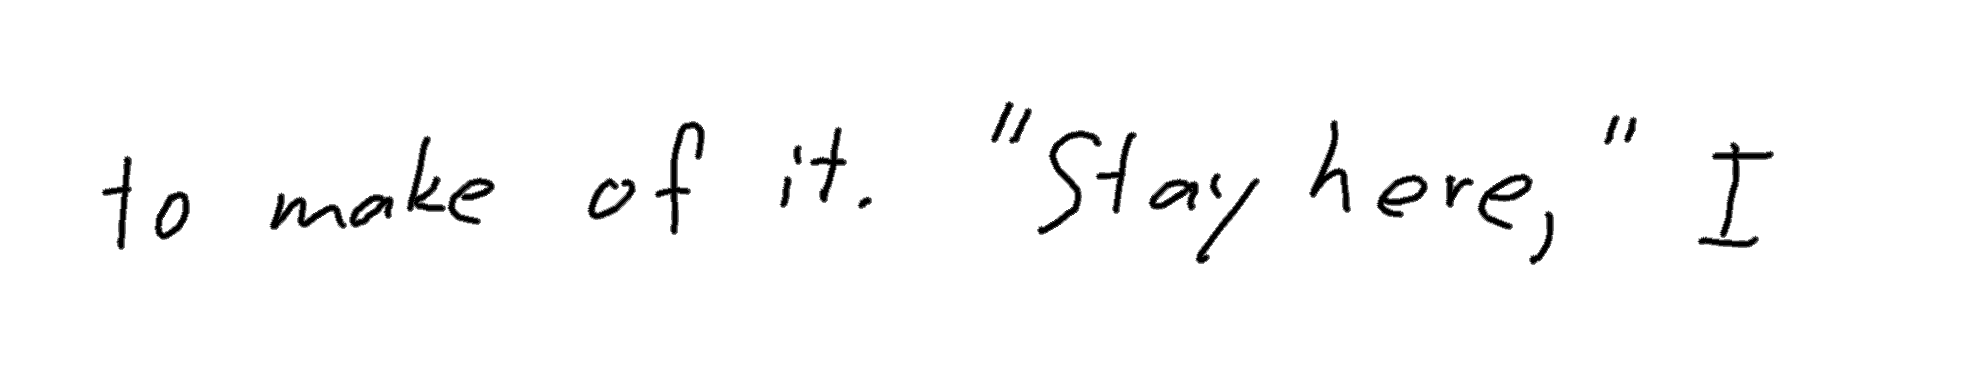 to make of it. "Stay here," I